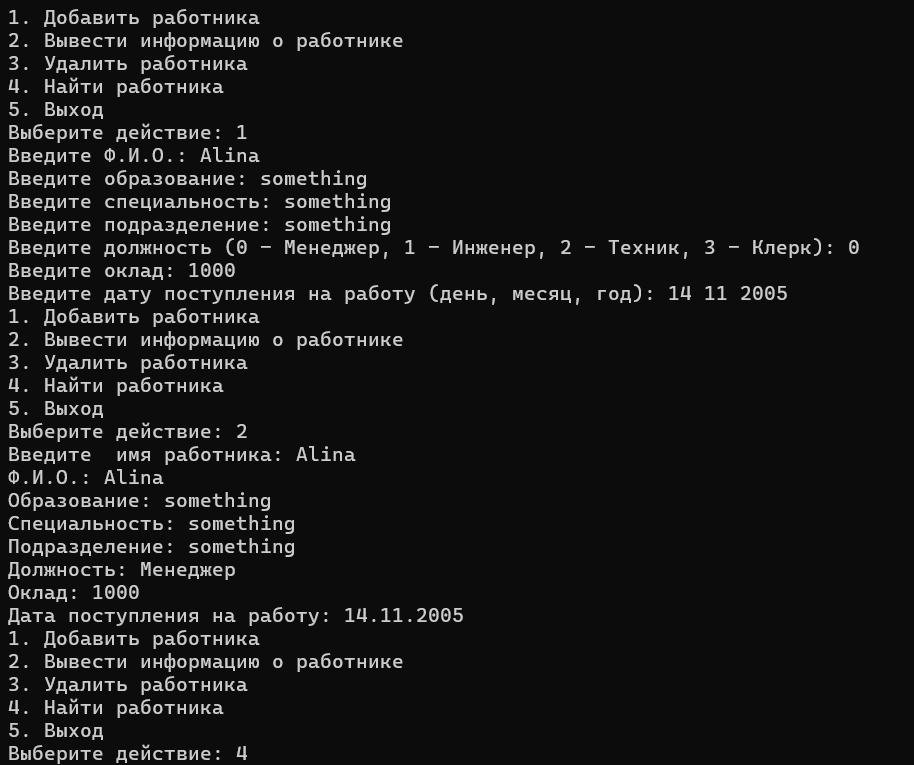 1. Добавить работника
2. Вывести информацию о работнике
3. Удалить работника
4. Найти работника
5. Выход
Выберите действие: 1
Введите Ф.И.О.: Alina
Введите образование: something
Введите специальность: something
Введите подразделение: something
Введите должность (0 - Менеджер, 1 - Инженер, 2 - Техник, 3 - Клерк): 0
Введите оклад: 1000
Введите дату поступления на работу (день, месяц, год): 14 11 2005
1. Добавить работника
2. Вывести информацию о работнике
3. Удалить работника
4. Найти работника
5. Выход
Выберите действие: 2
Введите  имя работника: Alina
Ф.И.О.: Alina
Образование: something
Специальность: something
Подразделение: something
Должность: Менеджер
Оклад: 1000
Дата поступления на работу: 14.11.2005
1. Добавить работника
2. Вывести информацию о работнике
3. Удалить работника
4. Найти работника
5. Выход
Выберите действие: 4